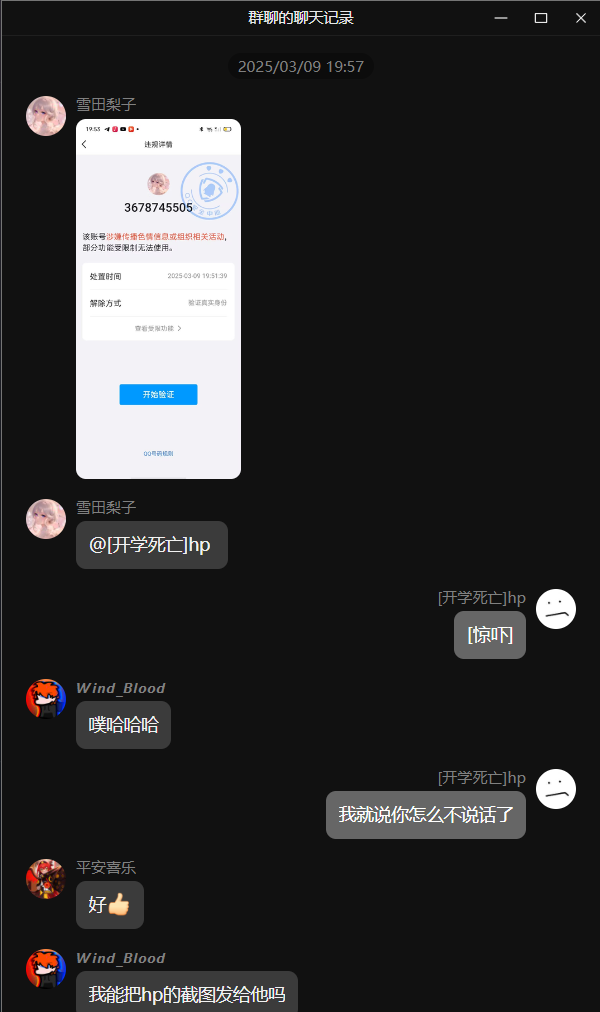 群聊的聊天记录
2025/03/09 19:57
雪田梨子
19:53
违规详情
3678745505
该账号涉嫌传播色情信息或组织相关活动,
部分功能受限制无法使用。
处置时间 2025-03-09 19:51:39
解除方式 验证真实身份
查看受限功能 >
开始验证
QQ号码规则
雪田梨子
@[开学死亡]hp
[开学死亡]hp
[惊吓]
Wind_Blood
噗哈哈哈
[开学死亡]hp
我就说你怎么不说话了
平安喜乐
好👍
Wind_Blood
我能把hp的截图发给他吗